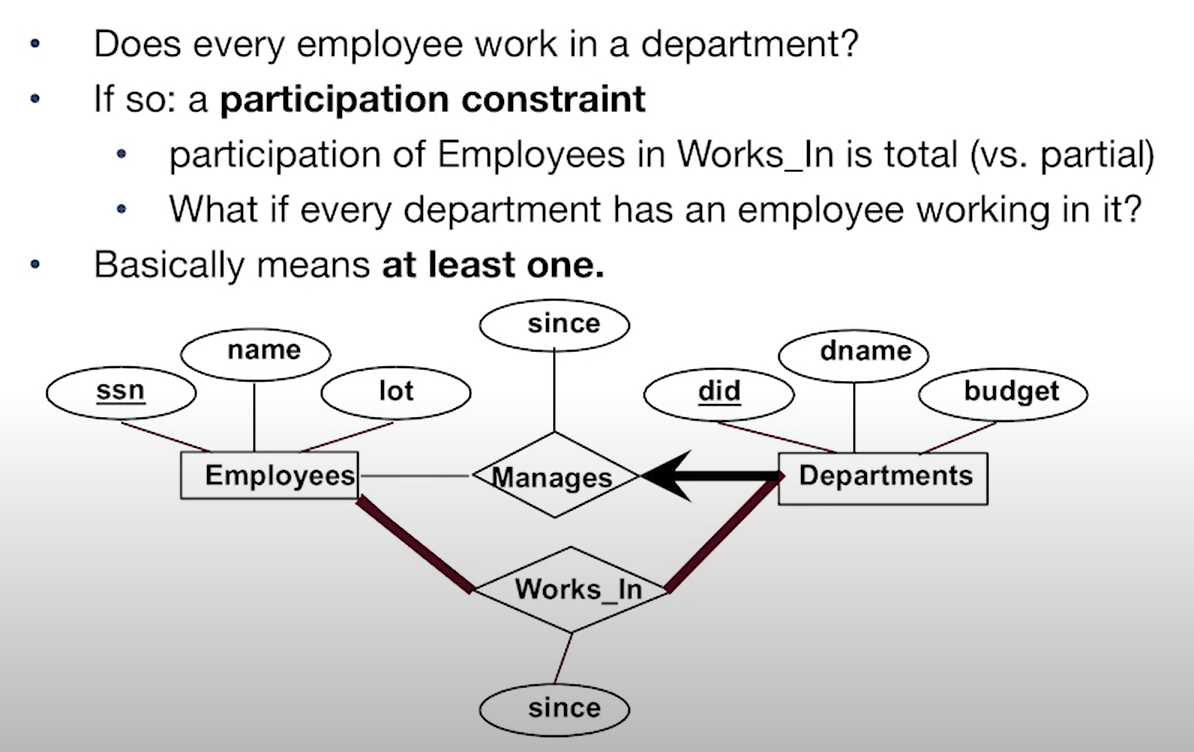 Does every employee work in a department?
If so: a participation constraint
participation of Employees in Works_In is total (vs. partial)
What if every department has an employee working in it?
Basically means at least one.
since
name
dname
ssn
lot
did
budget
Employees
Manages
Departments
Works_In
since